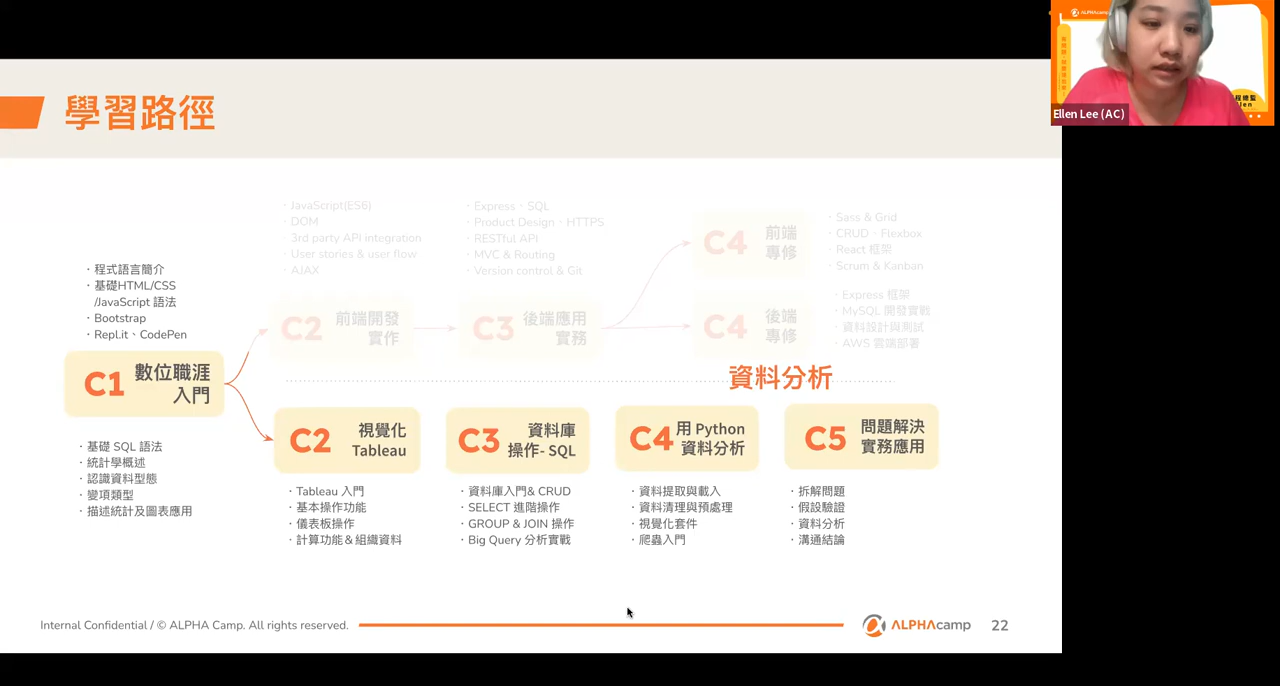 ALPHAcamp
Ellen Lee (AC)
學習路徑
· JavaScript(ES6)
· DOM
· 3rd party API integration
· User stories & user flow
· AJAX
· Express、SQL
· Product Design、HTTPS
· RESTful API
· MVC & Routing
· Version control & Git
C4 前端
專修
· Sass & Grid
· CRUD、Flexbox
· React 框架
· Scrum & Kanban
· 程式語言簡介
· 基礎HTML/CSS
/JavaScript 語法
· Bootstrap
· Repl.it、CodePen
C2 前端開發
實作
C3 後端應用
實務
C4 後端
專修
· Express 框架
· MySQL 開發實戰
· 資料設計與測試
· AWS 雲端部署
C1 數位職涯
入門
資料分析
· 基礎 SQL 語法
· 統計學概述
· 認識資料型態
· 變項類型
· 描述統計及圖表應用
C2 視覺化
Tableau
· Tableau 入門
· 基本操作功能
· 儀表板操作
· 計算功能＆組織資料
C3 資料庫
操作- SQL
· 資料庫入門& CRUD
· SELECT 進階操作
· GROUP & JOIN 操作
· Big Query 分析實戰
C4 用 Python
資料分析
· 資料提取與載入
· 資料清理與預處理
· 視覺化套件
· 爬蟲入門
C5 問題解決
實務應用
· 拆解問題
· 假設驗證
· 資料分析
· 溝通結論
Internal Confidential / © ALPHA Camp. All rights reserved.
ALPHAcamp
22